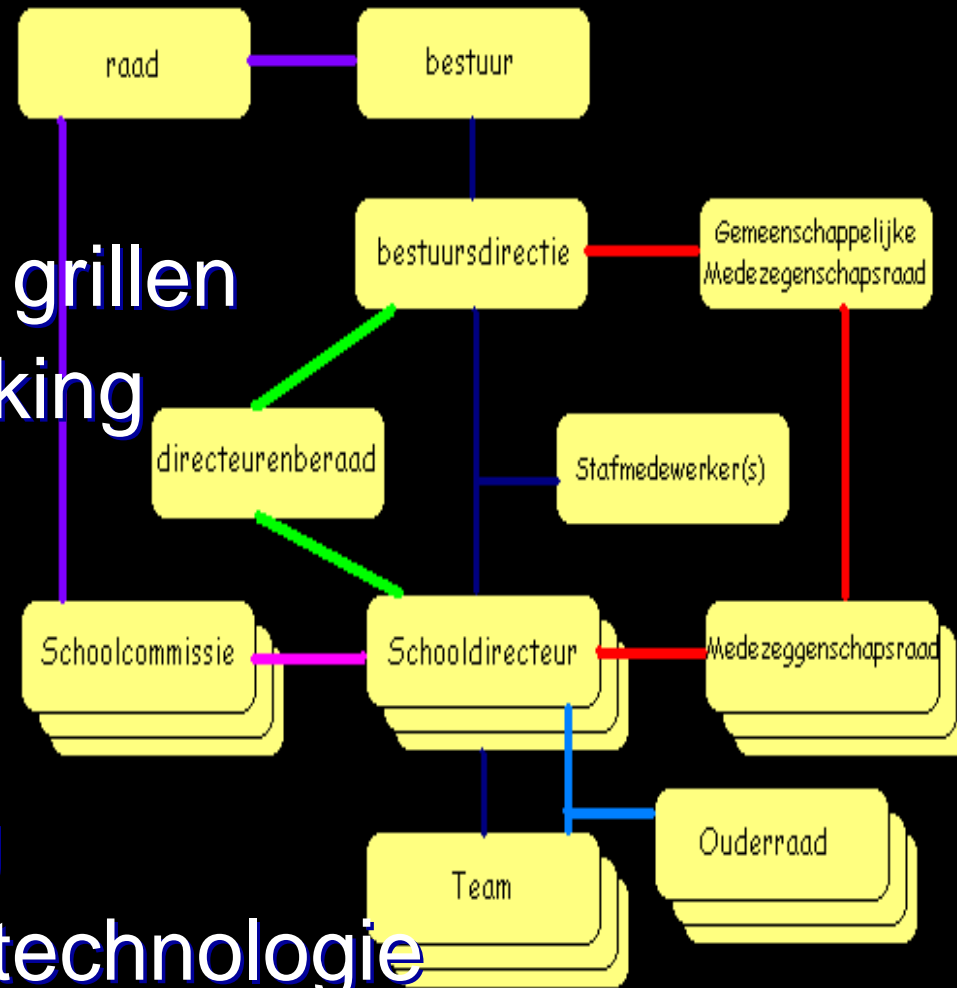 raad
bestuur
bestuursdirectie
Gemeenschappelijke
Medezegenschapsraad
grillen
king
directeurenberaad
Stafmedewerker(s)
Schoolcommissie
Schooldirecteur
Medezeggenschapsraad
Ouderraad
Team
technologie